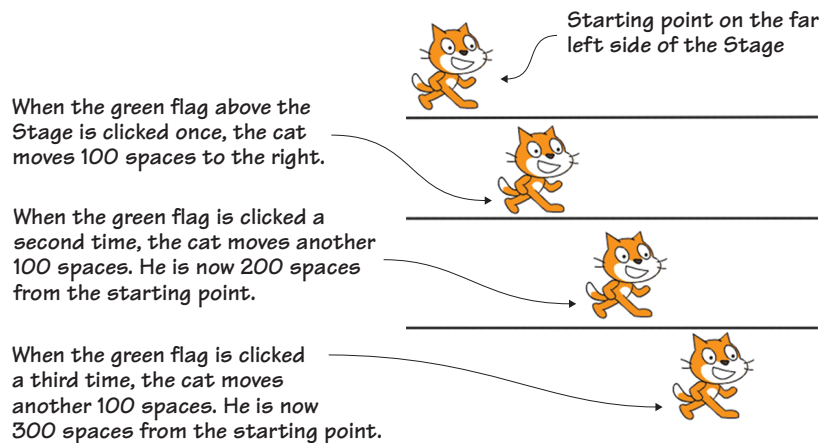 Starting point on the far
left side of the Stage
When the green flag above the
Stage is clicked once, the cat
moves 100 spaces to the right.
When the green flag is clicked a
second time, the cat moves another
100 spaces. He is now 200 spaces
from the starting point.
When the green flag is clicked
a third time, the cat moves
another 100 spaces. He is now
300 spaces from the starting point.